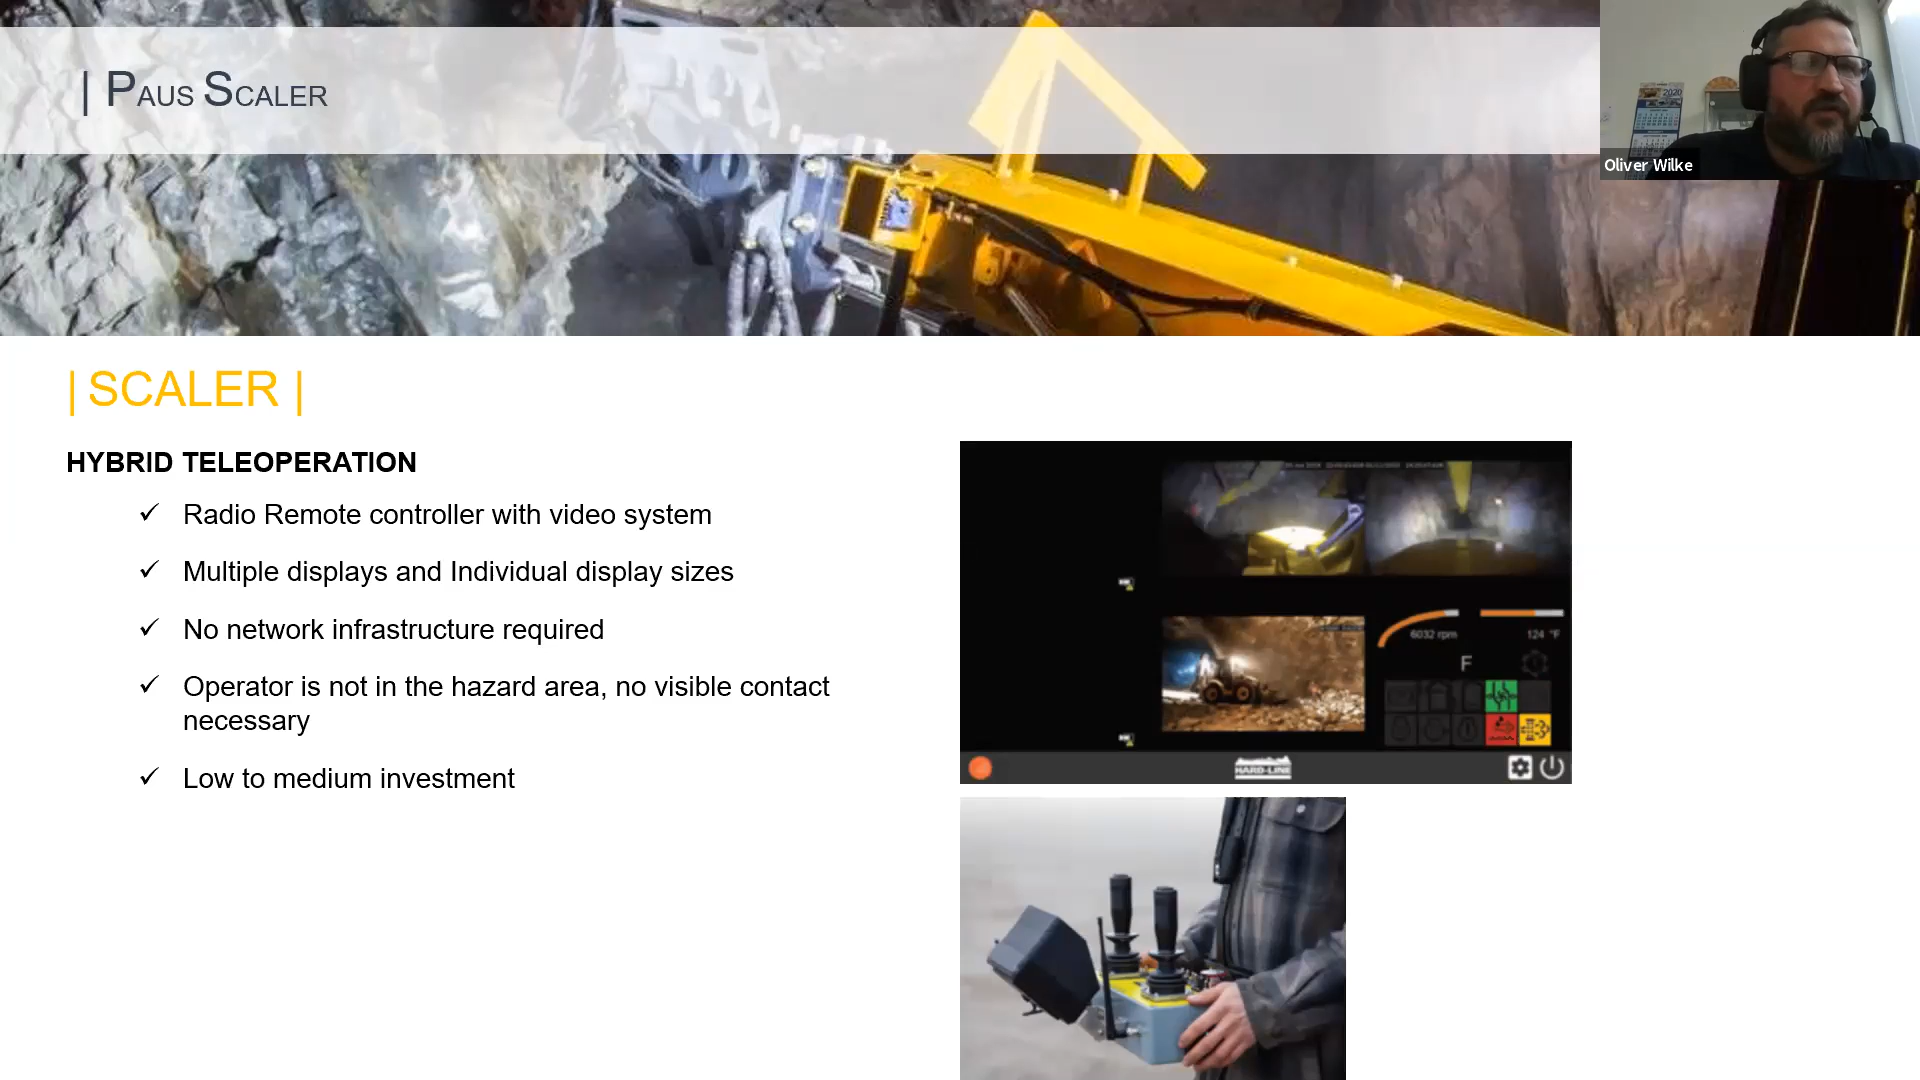 | PAUS SCALER
2020
Oliver Wilke
| SCALER |
HYBRID TELEOPERATION
✓ Radio Remote controller with video system
✓ Multiple displays and Individual display sizes
✓ No network infrastructure required
✓ Operator is not in the hazard area, no visible contact
necessary
✓ Low to medium investment
6032 rpm
124 °F
F
HARD-LINE